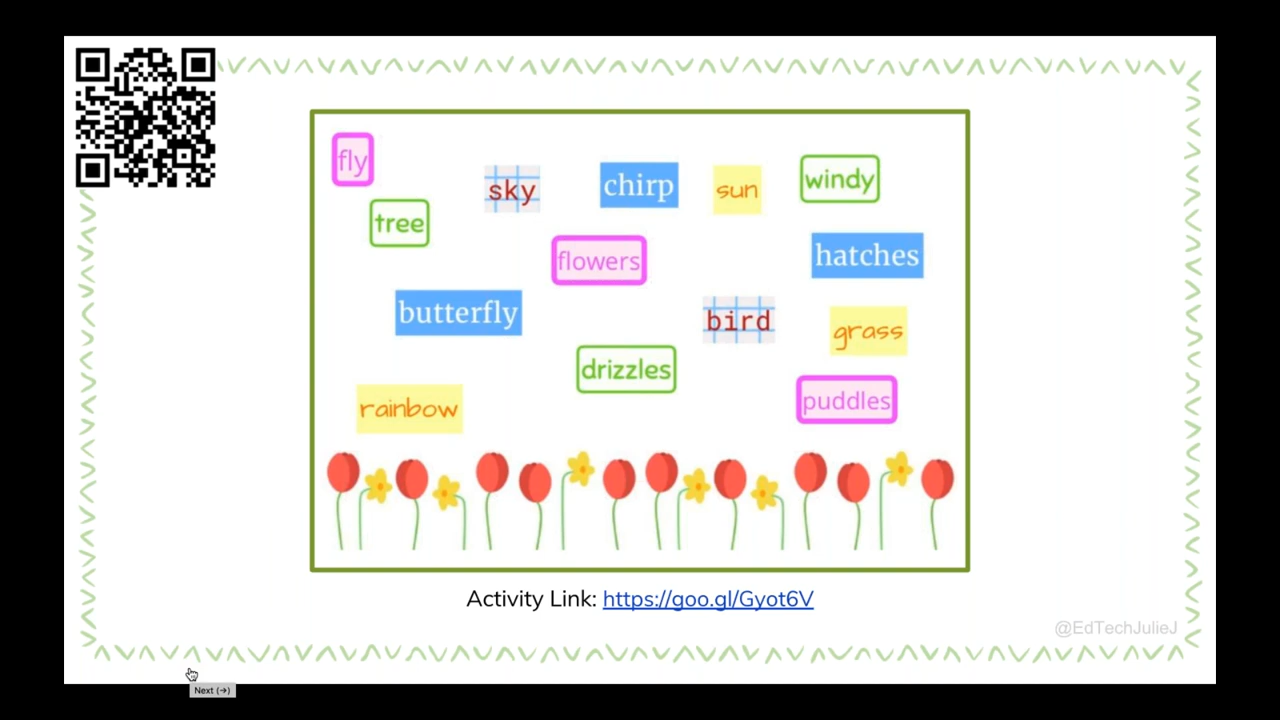 fly
sky
chirp
sun
windy
tree
flowers
hatches
butterfly
bird
grass
drizzles
puddles
rainbow
Activity Link: https://goo.gl/Gyot6V
@EdTechJulieJ
Next (→)